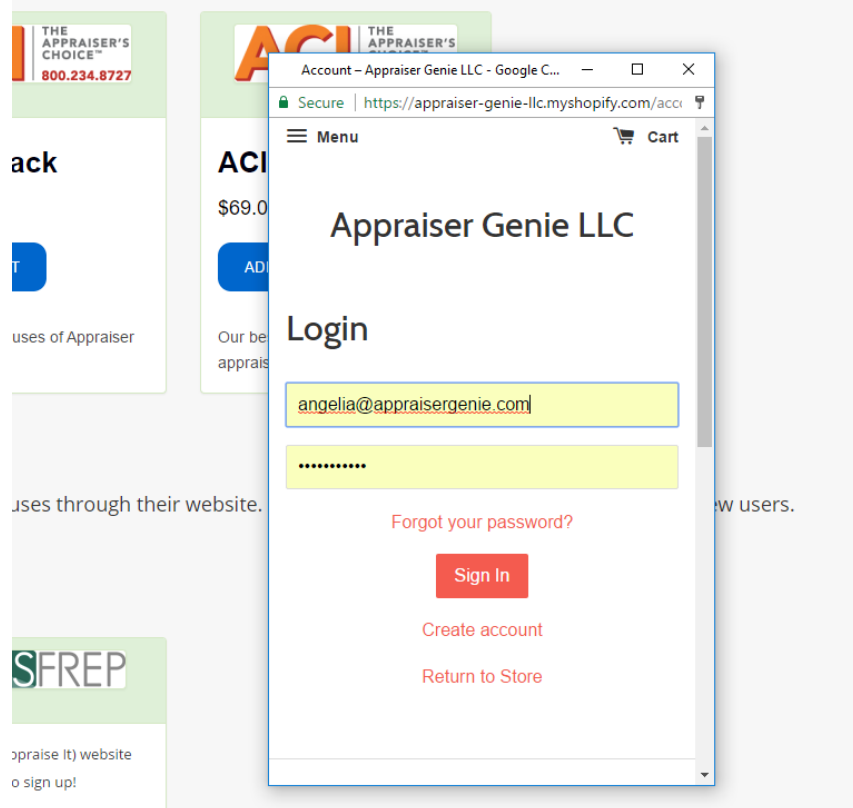 THE
APPRAISER'S
CHOICE™
800.234.8727
ACI
THE
APPRAISER'S
ack
ACI
$69.0
T
AD
uses of Appraiser
Our be
apprais
Account – Appraiser Genie LLC - Google C...
Secure | https://appraiser-genie-llc.myshopify.com/acc
Menu
Cart
Appraiser Genie LLC
Login
angelia@appraisergenie.com
•••••••••••
Forgot your password?
Sign In
Create account
Return to Store
uses through their website.
ew users.
SFREP
opraise It) website
o sign up!